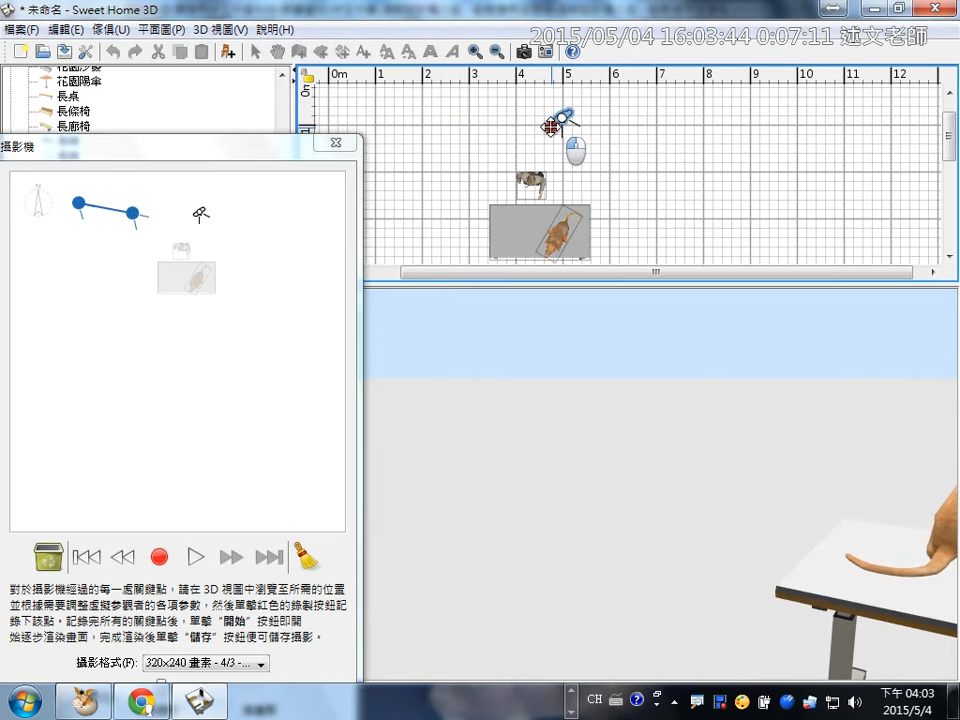 * 未命名 - Sweet Home 3D
檔案(F) 編輯(E) 傢俱(U) 平面圖(P) 3D 視圖(V) 說明(H)
2015/05/04 16:03:44 0:07:11 述文老師
0m 1 2 3 4 5 6 7 8 9 10 11 12
0m
花園沙發
花園陽傘
長桌
長條椅
長廊椅
攝影機
對於攝影機經過的每一處關鍵點，請在 3D 視圖中瀏覽至所需的位置
並根據需要調整虛擬參觀者的各項參數，然後單擊紅色的錄製按鈕記
錄下該點。記錄完所有的關鍵點後，單擊 "開始" 按鈕即開
始逐步渲染畫面，完成渲染後單擊 "儲存" 按鈕便可儲存攝影。
攝影格式(F): 320×240 畫素 - 4/3 -...
CH
下午 04:03
2015/5/4